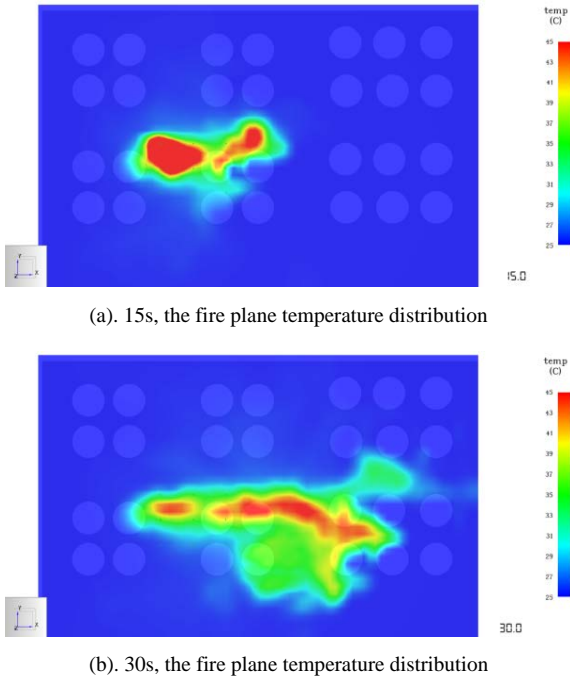 temp
(C)
45
43
41
39
37
35
33
31
29
27
25
Y
Z
X
15.0
(a). 15s, the fire plane temperature distribution
temp
(C)
45
43
41
39
37
35
33
31
29
27
25
Y
Z
X
30.0
(b). 30s, the fire plane temperature distribution